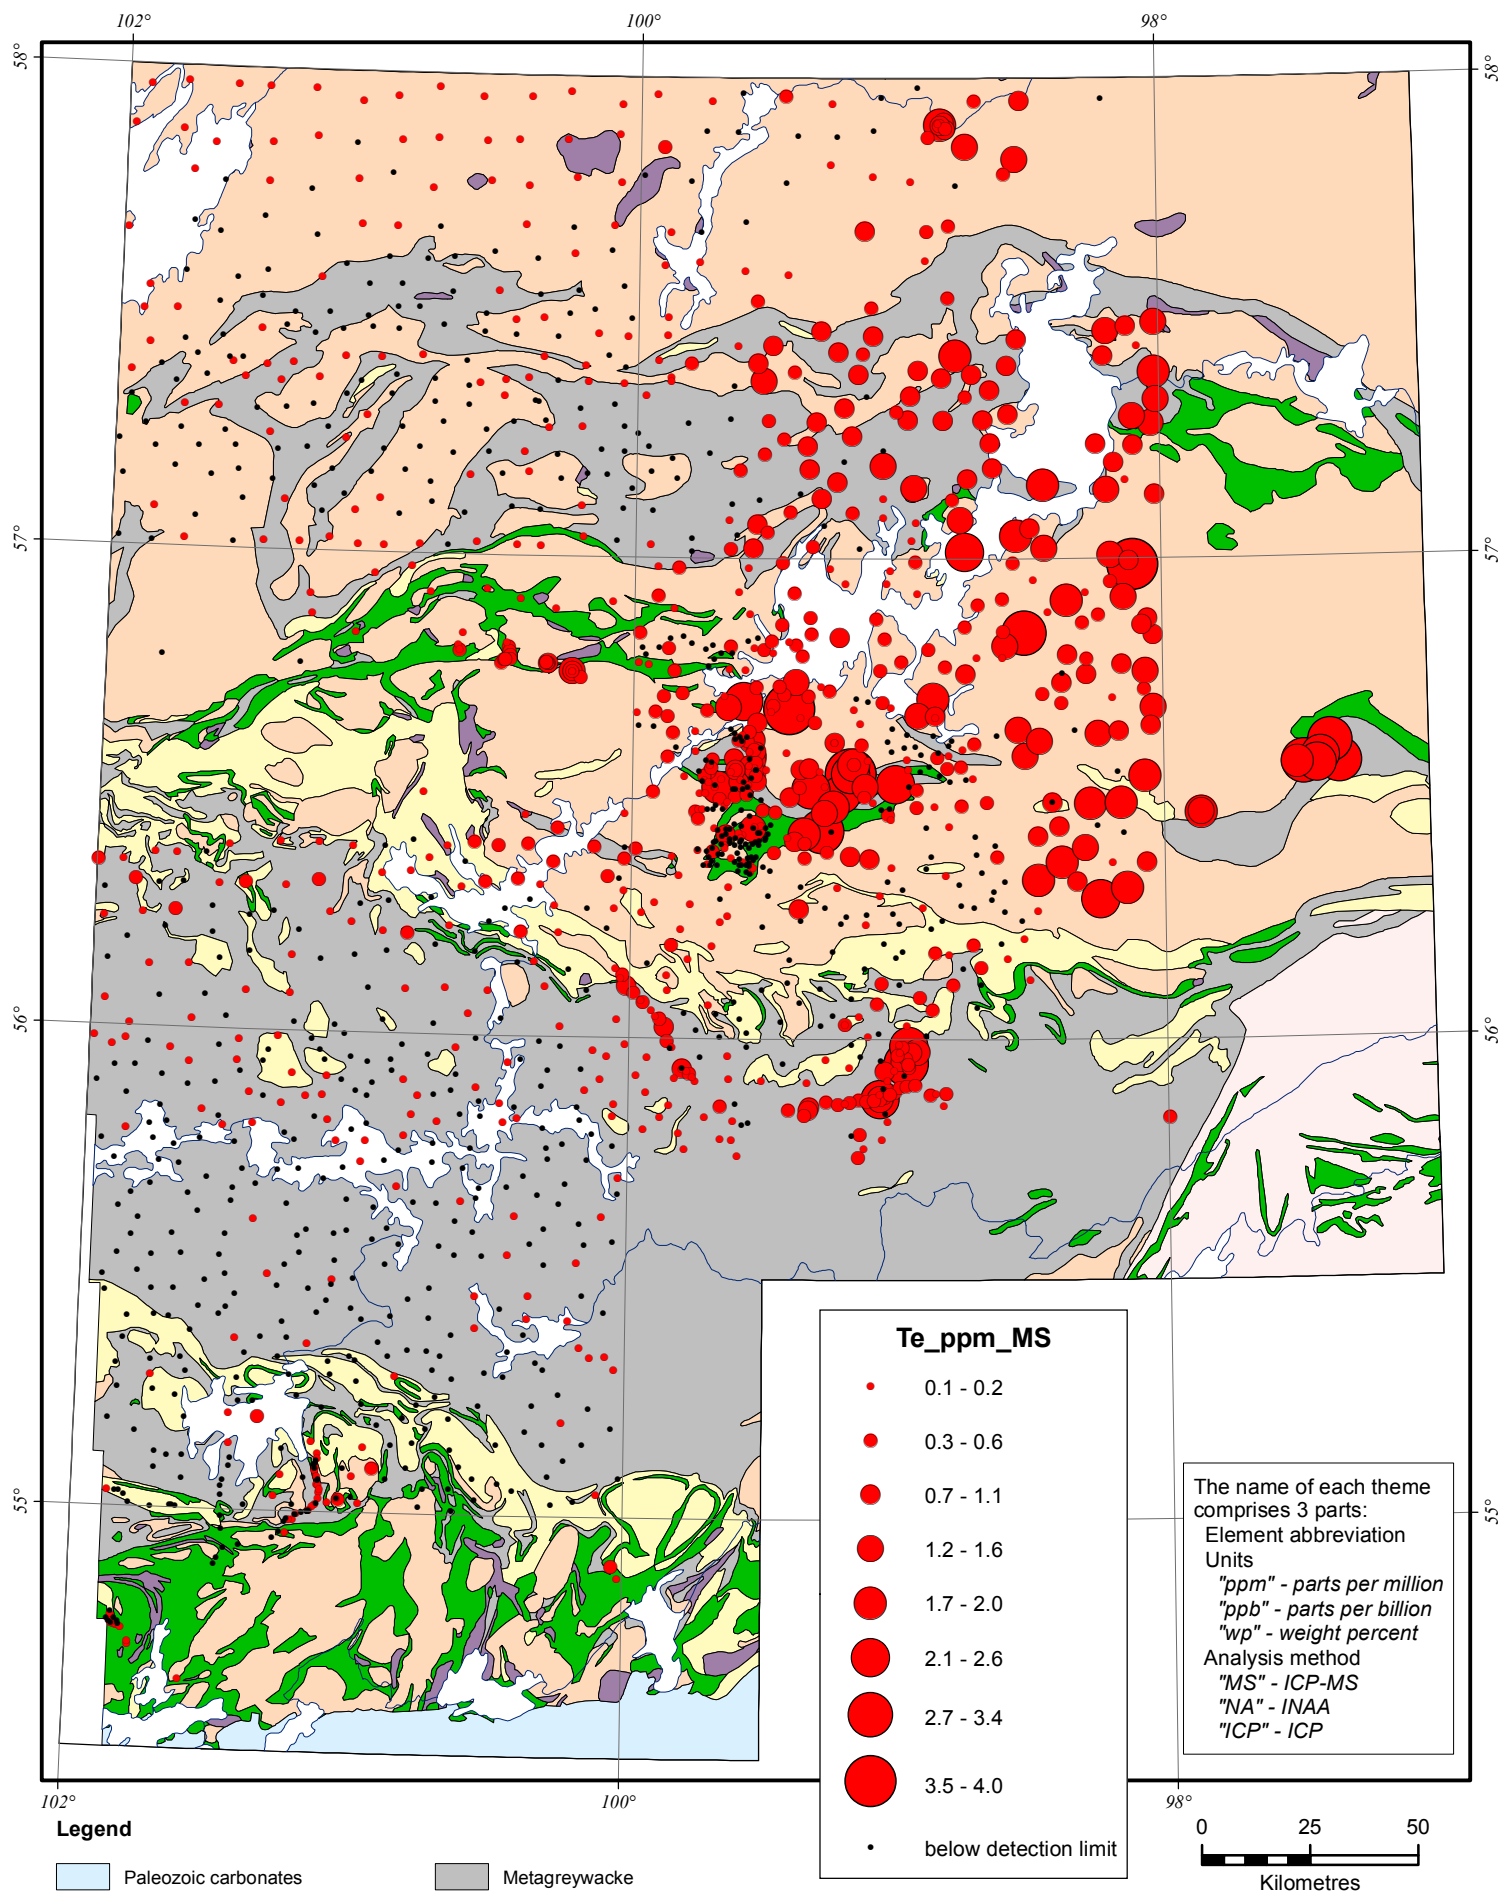 102° 100° 98°
58° 58°
57° 57°
56° 56°
55° 55°
Te_ppm_MS
0.1 - 0.2
0.3 - 0.6
0.7 - 1.1
1.2 - 1.6
1.7 - 2.0
2.1 - 2.6
2.7 - 3.4
3.5 - 4.0
below detection limit
The name of each theme
comprises 3 parts:
Element abbreviation
Units
"ppm" - parts per million
"ppb" - parts per billion
"wp" - weight percent
Analysis method
"MS" - ICP-MS
"NA" - INAA
"ICP" - ICP
102° 100° 98°
Legend
Paleozoic carbonates
Metagreywacke
0 25 50
Kilometres